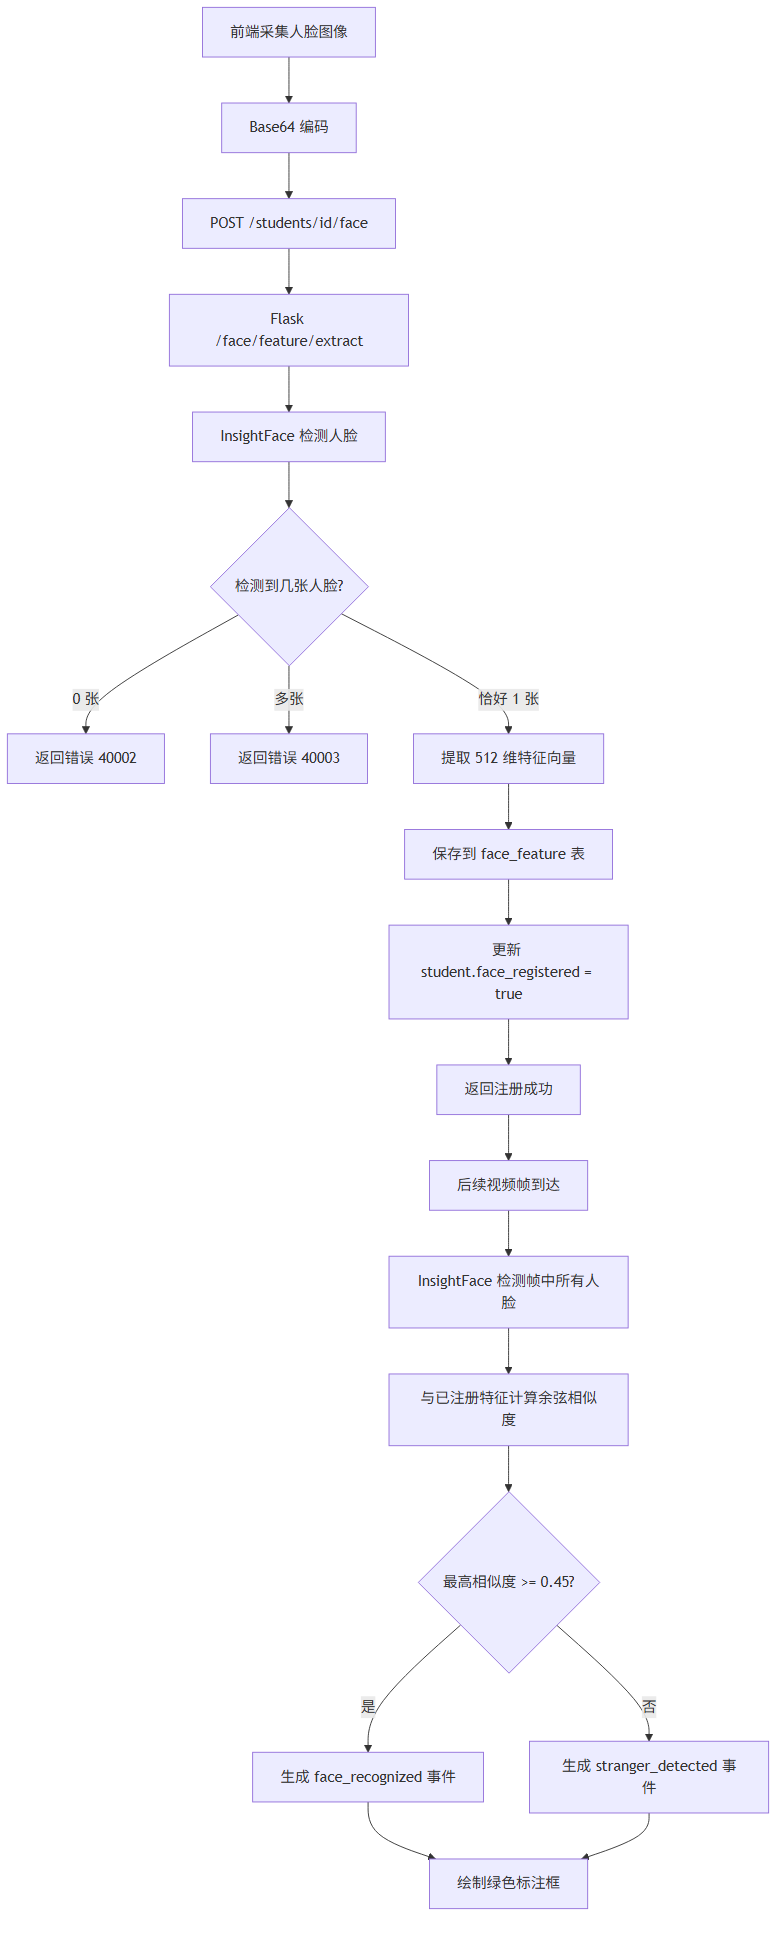 前端采集人脸图像
Base64 编码
POST /students/id/face
Flask
/face/feature/extract
InsightFace 检测人脸
检测到几张人脸?
0 张
多张
恰好 1 张
返回错误 40002
返回错误 40003
提取 512 维特征向量
保存到 face_feature 表
更新
student.face_registered =
true
返回注册成功
后续视频帧到达
InsightFace 检测帧中所有人
脸
与已注册特征计算余弦相似
度
最高相似度 >= 0.45?
是
否
生成 face_recognized 事件
生成 stranger_detected 事
件
绘制绿色标注框